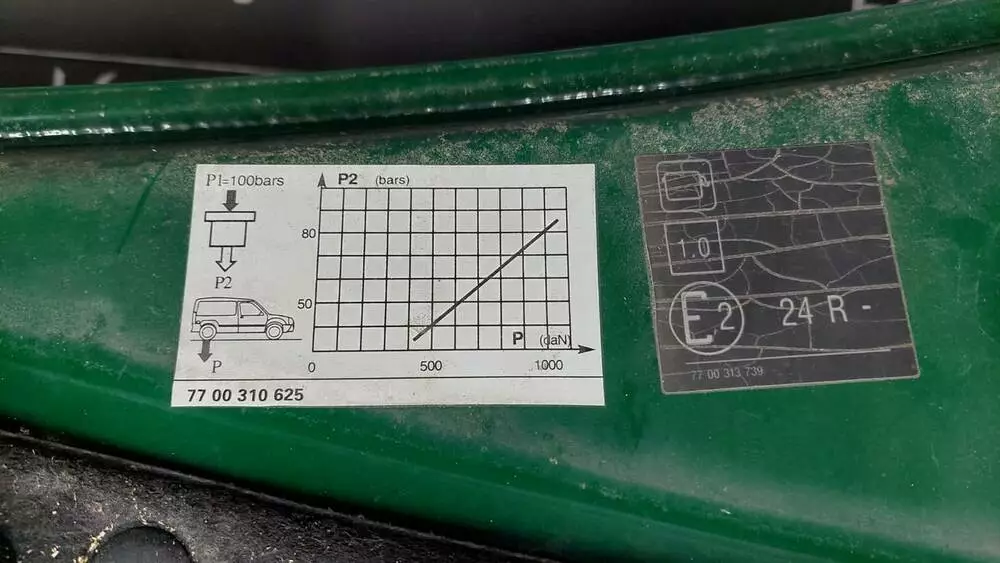 P1=100bars
P2 (bars)
80
P2
50
P
P (daN)
0
500
1000
77 00 310 625
1.0
E2 24 R -
77 00 313 739